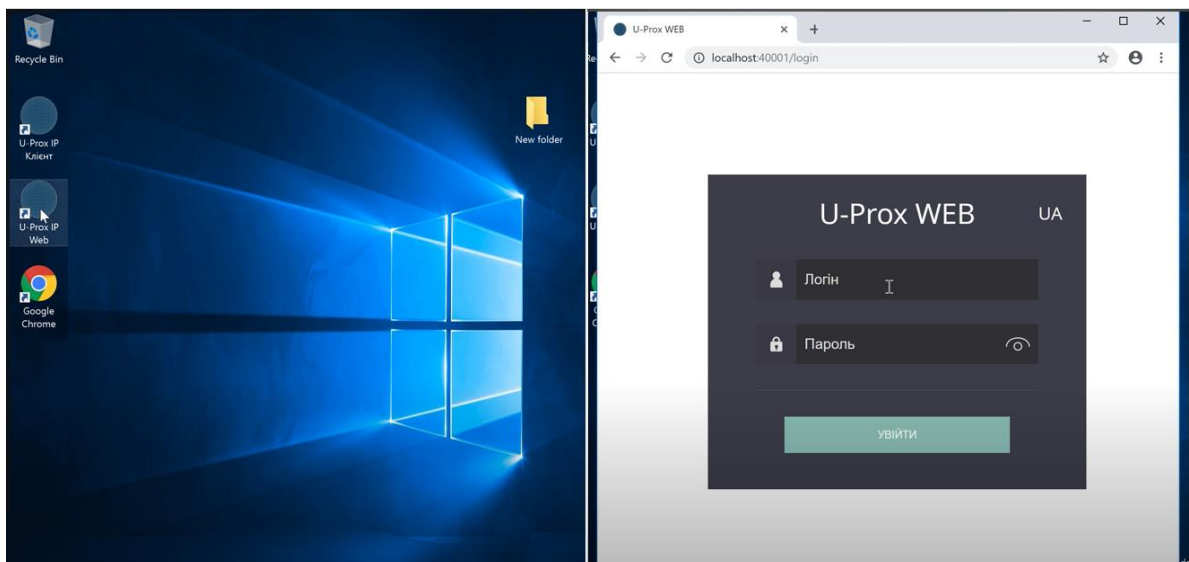 Recycle Bin
U-Prox IP
Клієнт
New folder
U-Prox IP
Web
Google
Chrome
U-Prox WEB
localhost:40001/login
U-Prox WEB
UA
Логін
Пароль
УВІЙТИ